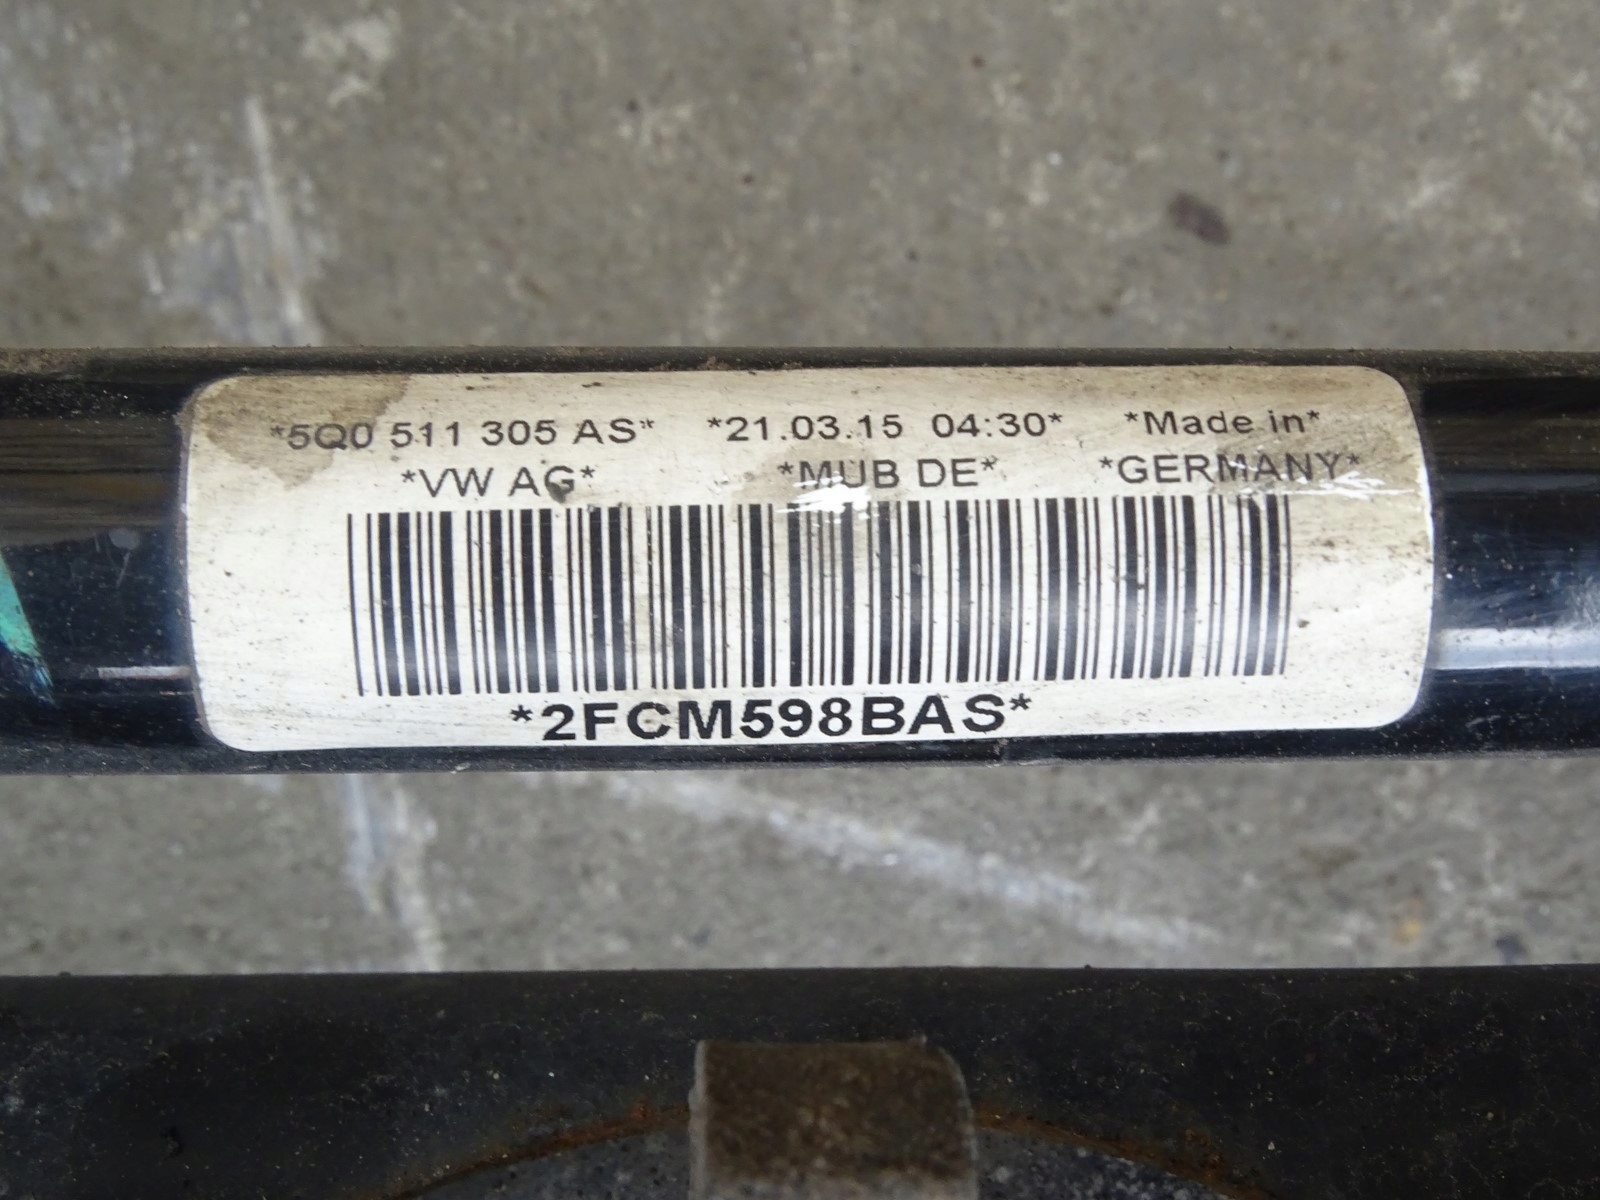 *5Q0 511 305 AS* *21.03.15 04:30* *Made in*
*VW AG* *MUB DE* *GERMANY*
*2FCM598BAS*